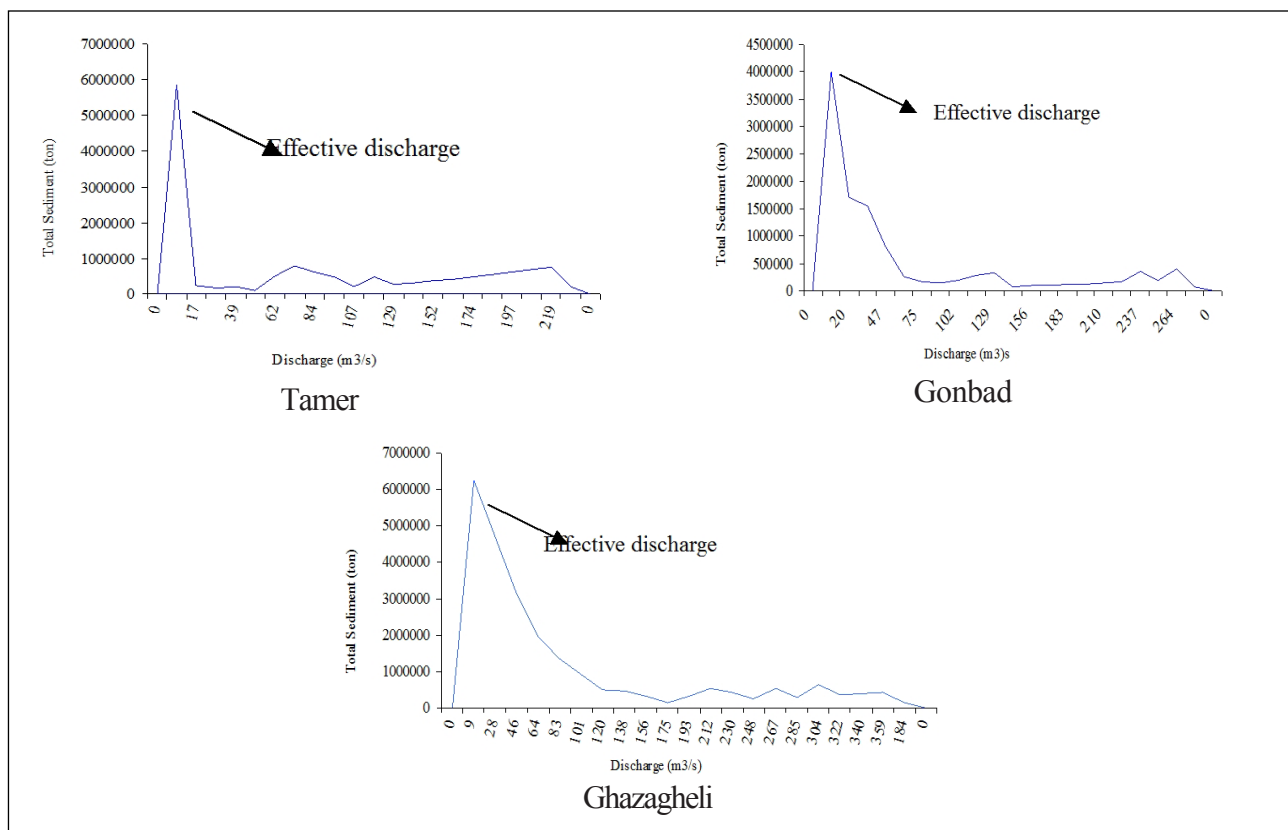 7000000
6000000
5000000
4000000
3000000
2000000
1000000
0
Total Sediment (ton)
Effective discharge
0 17 39 62 84 107 129 152 174 197 219 0
Discharge (m3/s)
Tamer
4500000
4000000
3500000
3000000
2500000
2000000
1500000
1000000
500000
0
Total Sediment (ton)
Effective discharge
0 20 47 75 102 129 156 183 210 237 264 0
Discharge (m3)s
Gonbad
7000000
6000000
5000000
4000000
3000000
2000000
1000000
0
Total Sediment (ton)
Effective discharge
0 9 28 46 64 83 101 120 138 156 175 193 212 230 248 267 285 304 322 340 359 184 0
Discharge (m3/s)
Ghazagheli